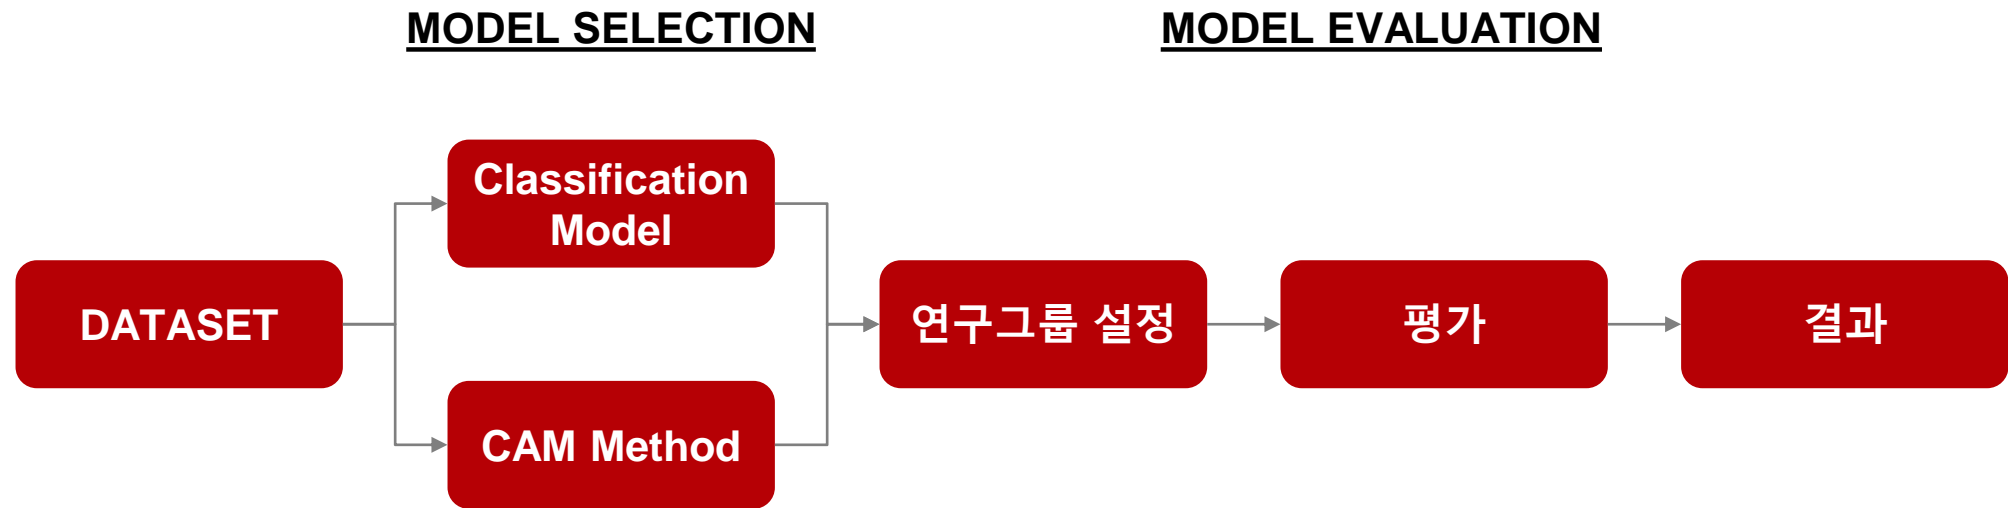 MODEL SELECTION
MODEL EVALUATION
Classification
Model
DATASET
CAM Method
연구그룹 설정
평가
결과